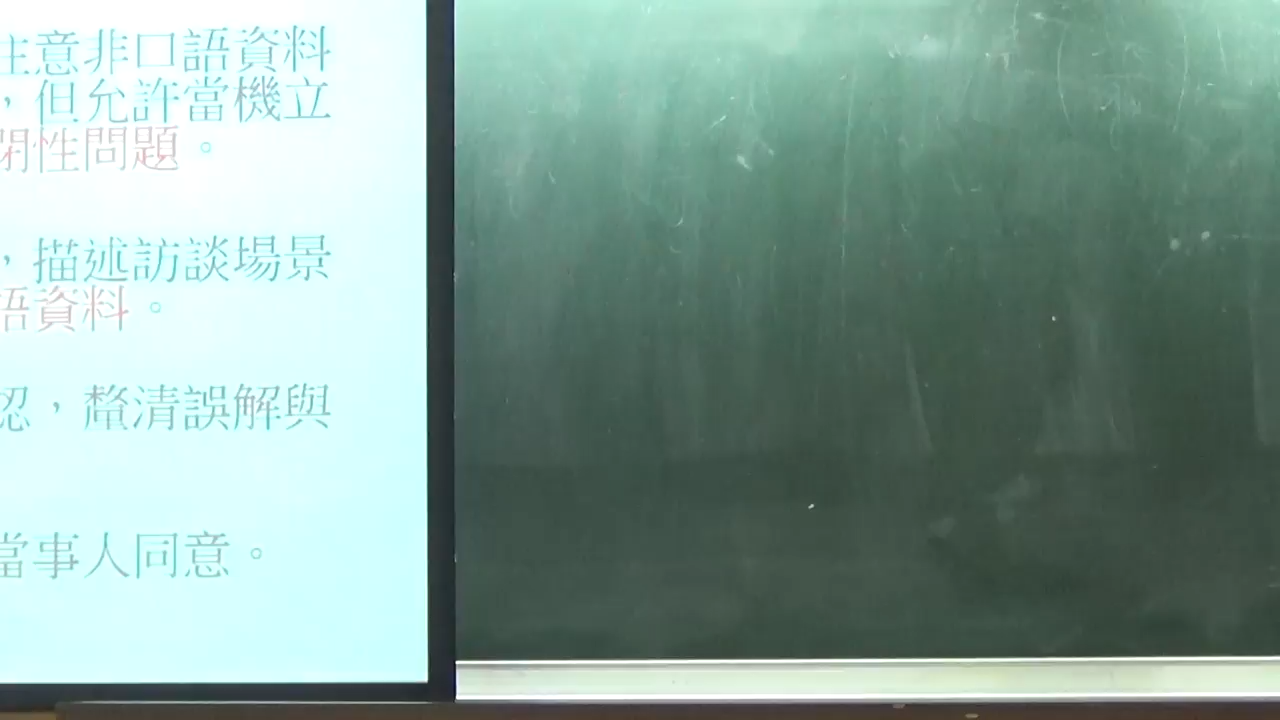 注意非口語資料
，但允許當機立
閉性問題。
，描述訪談場景
語資料。
認，釐清誤解與
當事人同意。